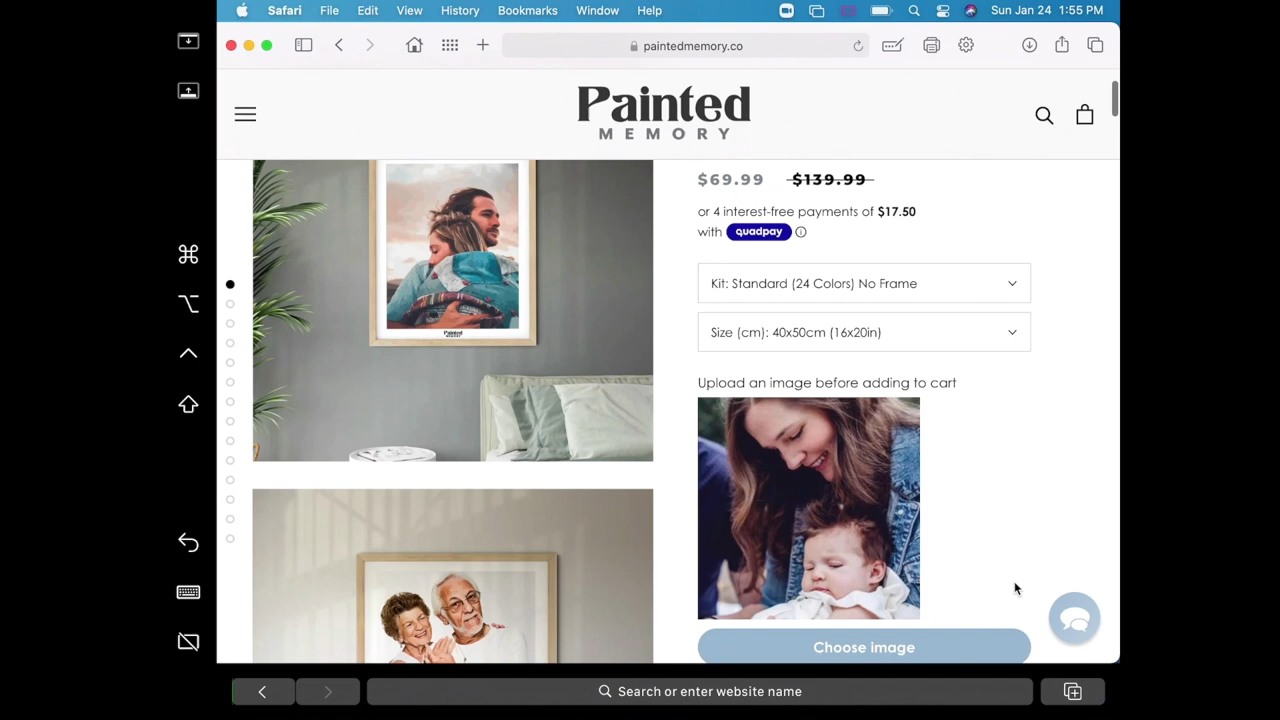 Safari File Edit View History Bookmarks Window Help Sun Jan 24 1:55 PM
paintedmemory.co
Painted
MEMORY
$69.99 $139.99
or 4 interest-free payments of $17.50
with quadpay
Kit: Standard (24 Colors) No Frame
Size (cm): 40x50cm (16x20in)
Upload an image before adding to cart
Painted
Choose image
Search or enter website name